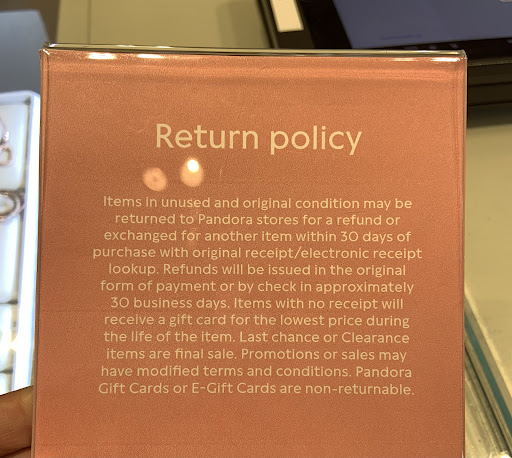 Return policy
Items in unused and original condition may be
returned to Pandora stores for a refund or
exchanged for another item within 30 days of
purchase with original receipt/electronic receipt
lookup. Refunds will be issued in the original
form of payment or by check in approximately
30 business days. Items with no receipt will
receive a gift card for the lowest price during
the life of the item. Last chance or Clearance
items are final sale. Promotions or sales may
have modified terms and conditions. Pandora
Gift Cards or E-Gift Cards are non-returnable.